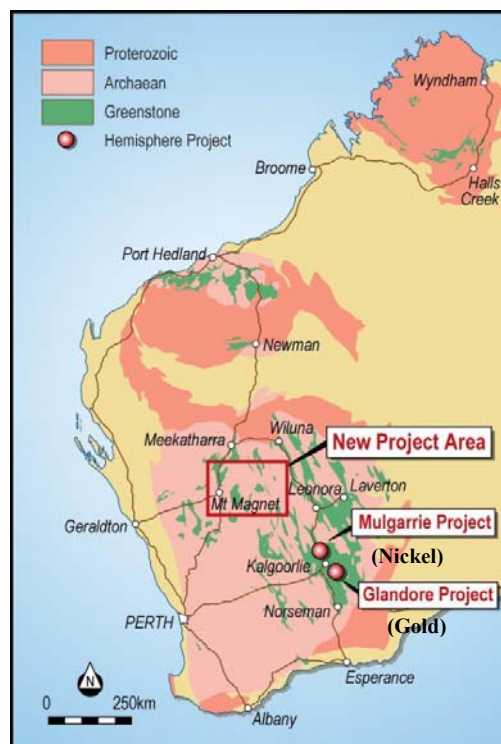 Proterozoic
Archaean
Greenstone
Hemisphere Project
Wyndham
Broome
Halls
Creek
Port Hedland
Newman
Meekatharra
Wiluna
New Project Area
Mt Magnet
Leonora
Laverton
Geraldton
Mulgarrie Project
(Nickel)
Kalgoorlie
Glandore Project
(Gold)
Norseman
PERTH
Esperance
Albany
N
0 250km